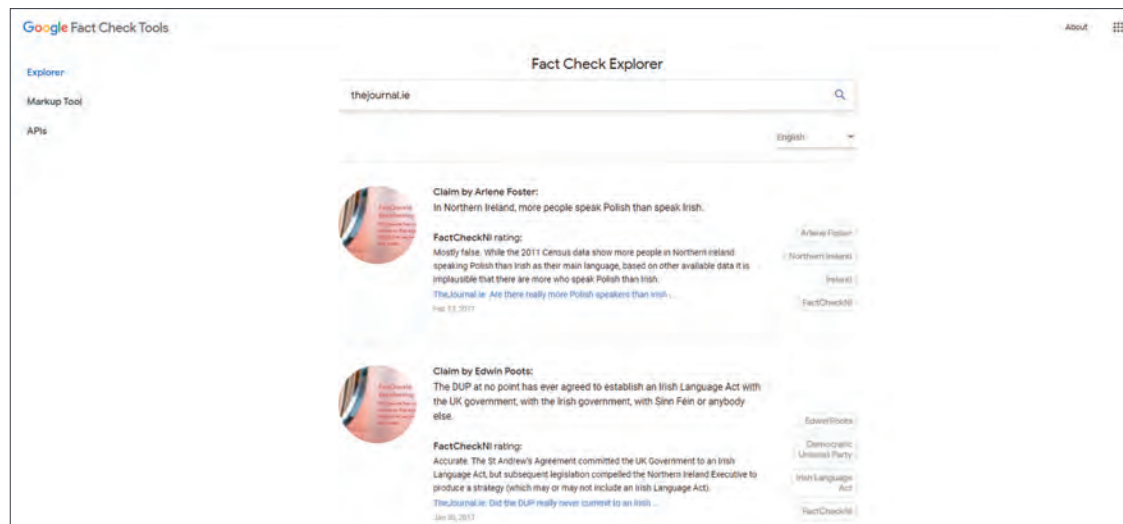 Google Fact Check Tools
About
Explorer
Markup Tool
APIs
Fact Check Explorer
thejournal.ie
English
Claim by Arlene Foster:
In Northern Ireland, more people speak Polish than speak Irish.
FactCheckNI rating:
Mostly false. While the 2011 Census data show more people in Northern Ireland
speaking Polish than Irish as their main language, based on other available data it is
implausible that there are more who speak Polish than Irish.
TheJournal.ie: Are there really more Polish speakers than Irish ...
Feb 13, 2017
Arlene Foster
Northern Ireland
Ireland
FactCheckNI
Claim by Edwin Poots:
The DUP at no point has ever agreed to establish an Irish Language Act with
the UK government, with the Irish government, with Sinn Féin or anybody
else.
FactCheckNI rating:
Accurate. The St Andrew's Agreement committed the UK Government to an Irish
Language Act, but subsequent legislation compelled the Northern Ireland Executive to
produce a strategy (which may or may not include an Irish Language Act).
TheJournal.ie: Did the DUP really never commit to an Irish ...
Jan 30, 2017
Edwin Poots
Democratic
Unionist Party
Irish Language
Act
FactCheckNI